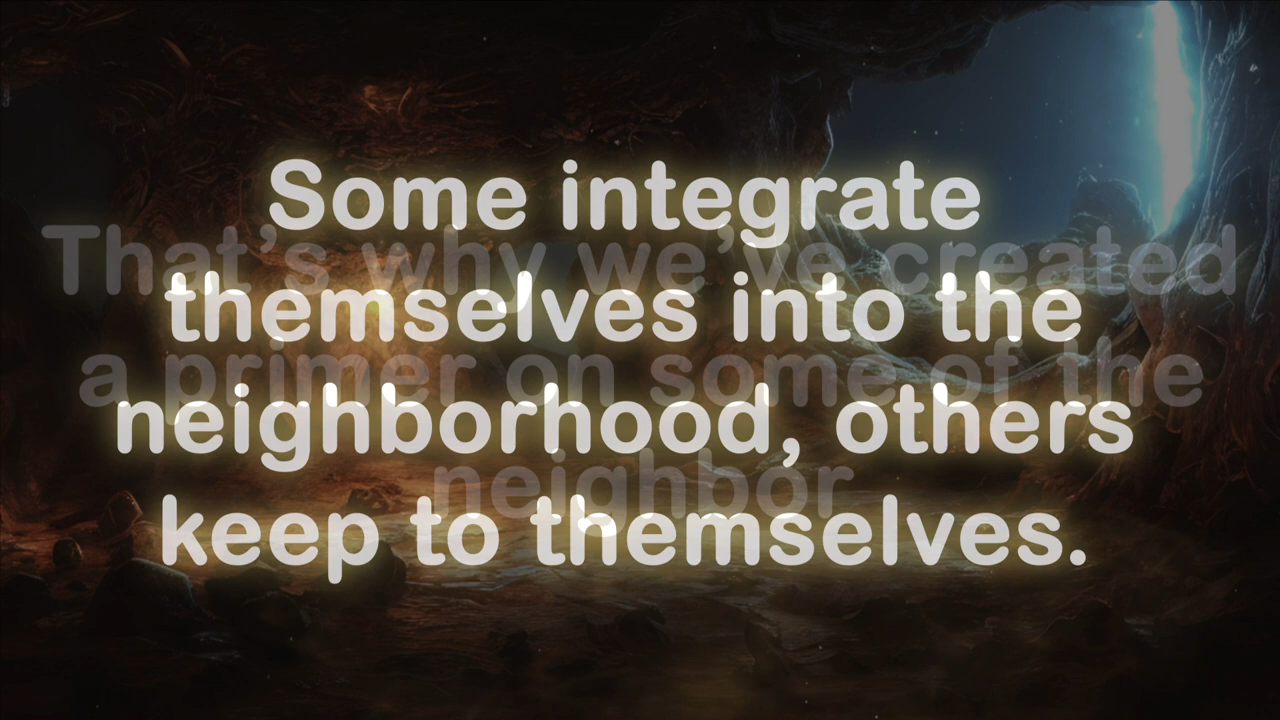 Some integrate
themselves into the
neighborhood, others
keep to themselves.
That's why we've created
a primer on some of the
neighbor